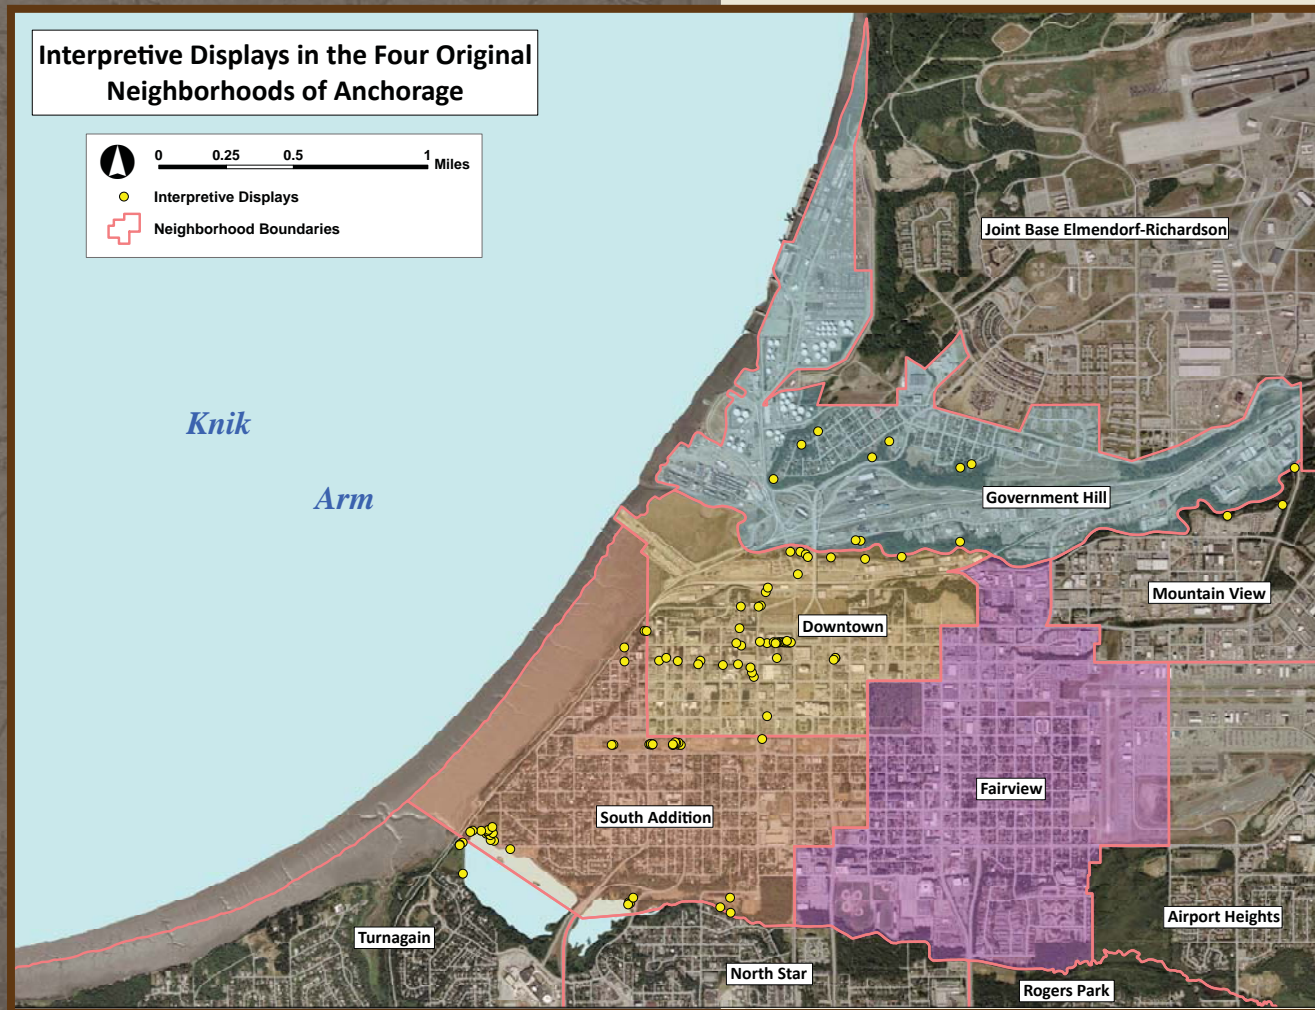 Interpretive Displays in the Four Original
Neighborhoods of Anchorage
0 0.25 0.5 1 Miles
Interpretive Displays
Neighborhood Boundaries
Joint Base Elmendorf-Richardson
Knik
Arm
Government Hill
Mountain View
Downtown
Fairview
South Addition
Airport Heights
Turnagain
North Star
Rogers Park